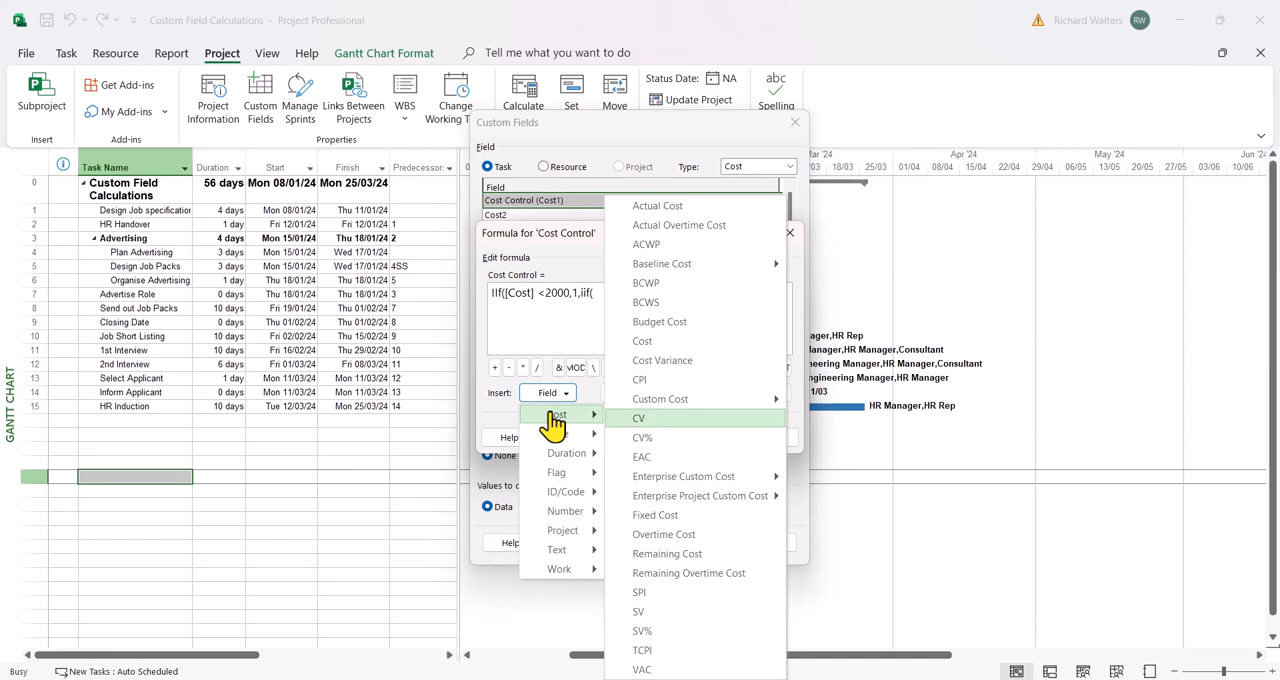 Custom Field Calculations - Project Professional
Richard Walters RW
File Task Resource Report Project View Help Gantt Chart Format Tell me what you want to do
Subproject
Get Add-ins
My Add-ins
Project Information
Custom Fields
Manage Sprints
Links Between Projects
WBS
Change
Calculate
Set
Move
Status Date: NA
Update Project
abc
Spelling
Insert Add-ins Properties
Task Name Duration Start Finish Predecessor
Mar '24 Apr '24 May '24
18/03 25/03 01/04 08/04 15/04 22/04 29/04 06/05 13/05 20/05 27/05 03/06 10/06
0 Custom Field Calculations 56 days Mon 08/01/24 Mon 25/03/24
1 Design Job specification 4 days Mon 08/01/24 Thu 11/01/24
2 HR Handover 1 day Fri 12/01/24 Fri 12/01/24 1
3 Advertising 4 days Mon 15/01/24 Thu 18/01/24 2
4 Plan Advertising 3 days Mon 15/01/24 Wed 17/01/24
5 Design Job Packs 3 days Mon 15/01/24 Wed 17/01/24 4SS
6 Organise Advertising 1 day Thu 18/01/24 Thu 18/01/24 5
7 Advertise Role 0 days Thu 18/01/24 Thu 18/01/24 3
8 Send out Job Packs 10 days Fri 19/01/24 Thu 01/02/24 7
9 Closing Date 0 days Thu 01/02/24 Thu 01/02/24 8
10 Job Short Listing 10 days Fri 02/02/24 Thu 15/02/24 9
11 1st Interview 10 days Fri 16/02/24 Thu 29/02/24 10
12 2nd Interview 6 days Fri 01/03/24 Fri 08/03/24 11
13 Select Applicant 1 day Mon 11/03/24 Mon 11/03/24 12
14 Inform Applicant 0 days Mon 11/03/24 Mon 11/03/24 13
15 HR Induction 10 days Tue 12/03/24 Mon 25/03/24 14
GANTT CHART
Custom Fields
Field
Task Resource Project Type: Cost
Field
Cost Control (Cost1)
Cost2
Formula for 'Cost Control'
Edit formula
Cost Control =
IIf([Cost] <2000,1,iif(
+ - * / & MOD \
Insert: Field
Help
None
Values to
Data
Help
Duration
Flag
ID/Code
Number
Project
Text
Work
Actual Cost
Actual Overtime Cost
ACWP
Baseline Cost
BCWP
BCWS
Budget Cost
Cost
Cost Variance
CPI
Custom Cost
CV
CV%
EAC
Enterprise Custom Cost
Enterprise Project Custom Cost
Fixed Cost
Overtime Cost
Remaining Cost
Remaining Overtime Cost
SPI
SV
SV%
TCPI
VAC
HR Rep
HR Manager,Consultant
HR Manager,Consultant
HR Manager
HR Manager,HR Rep
Busy New Tasks : Auto Scheduled